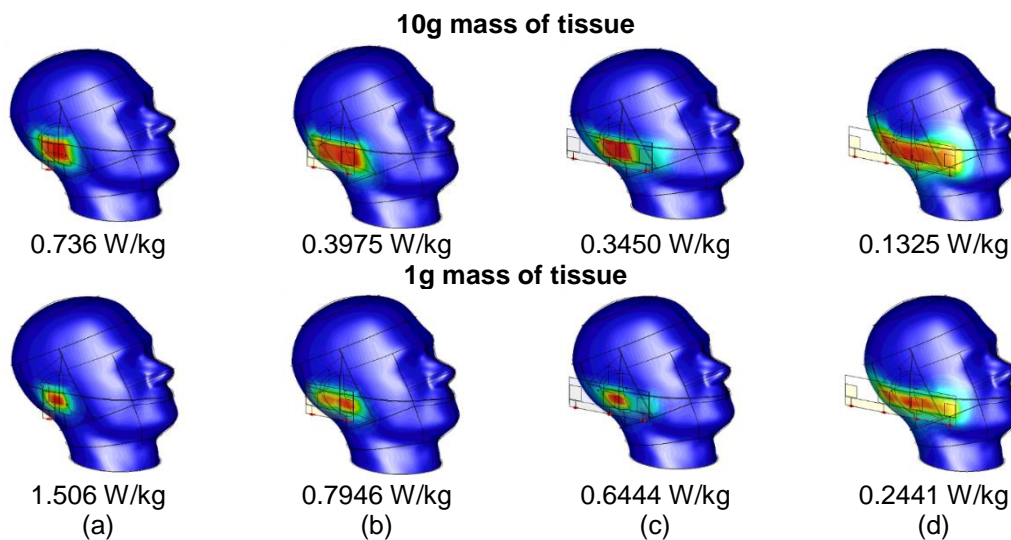 10g mass of tissue
0.736 W/kg 0.3975 W/kg 0.3450 W/kg 0.1325 W/kg
1g mass of tissue
1.506 W/kg 0.7946 W/kg 0.6444 W/kg 0.2441 W/kg
(a) (b) (c) (d)